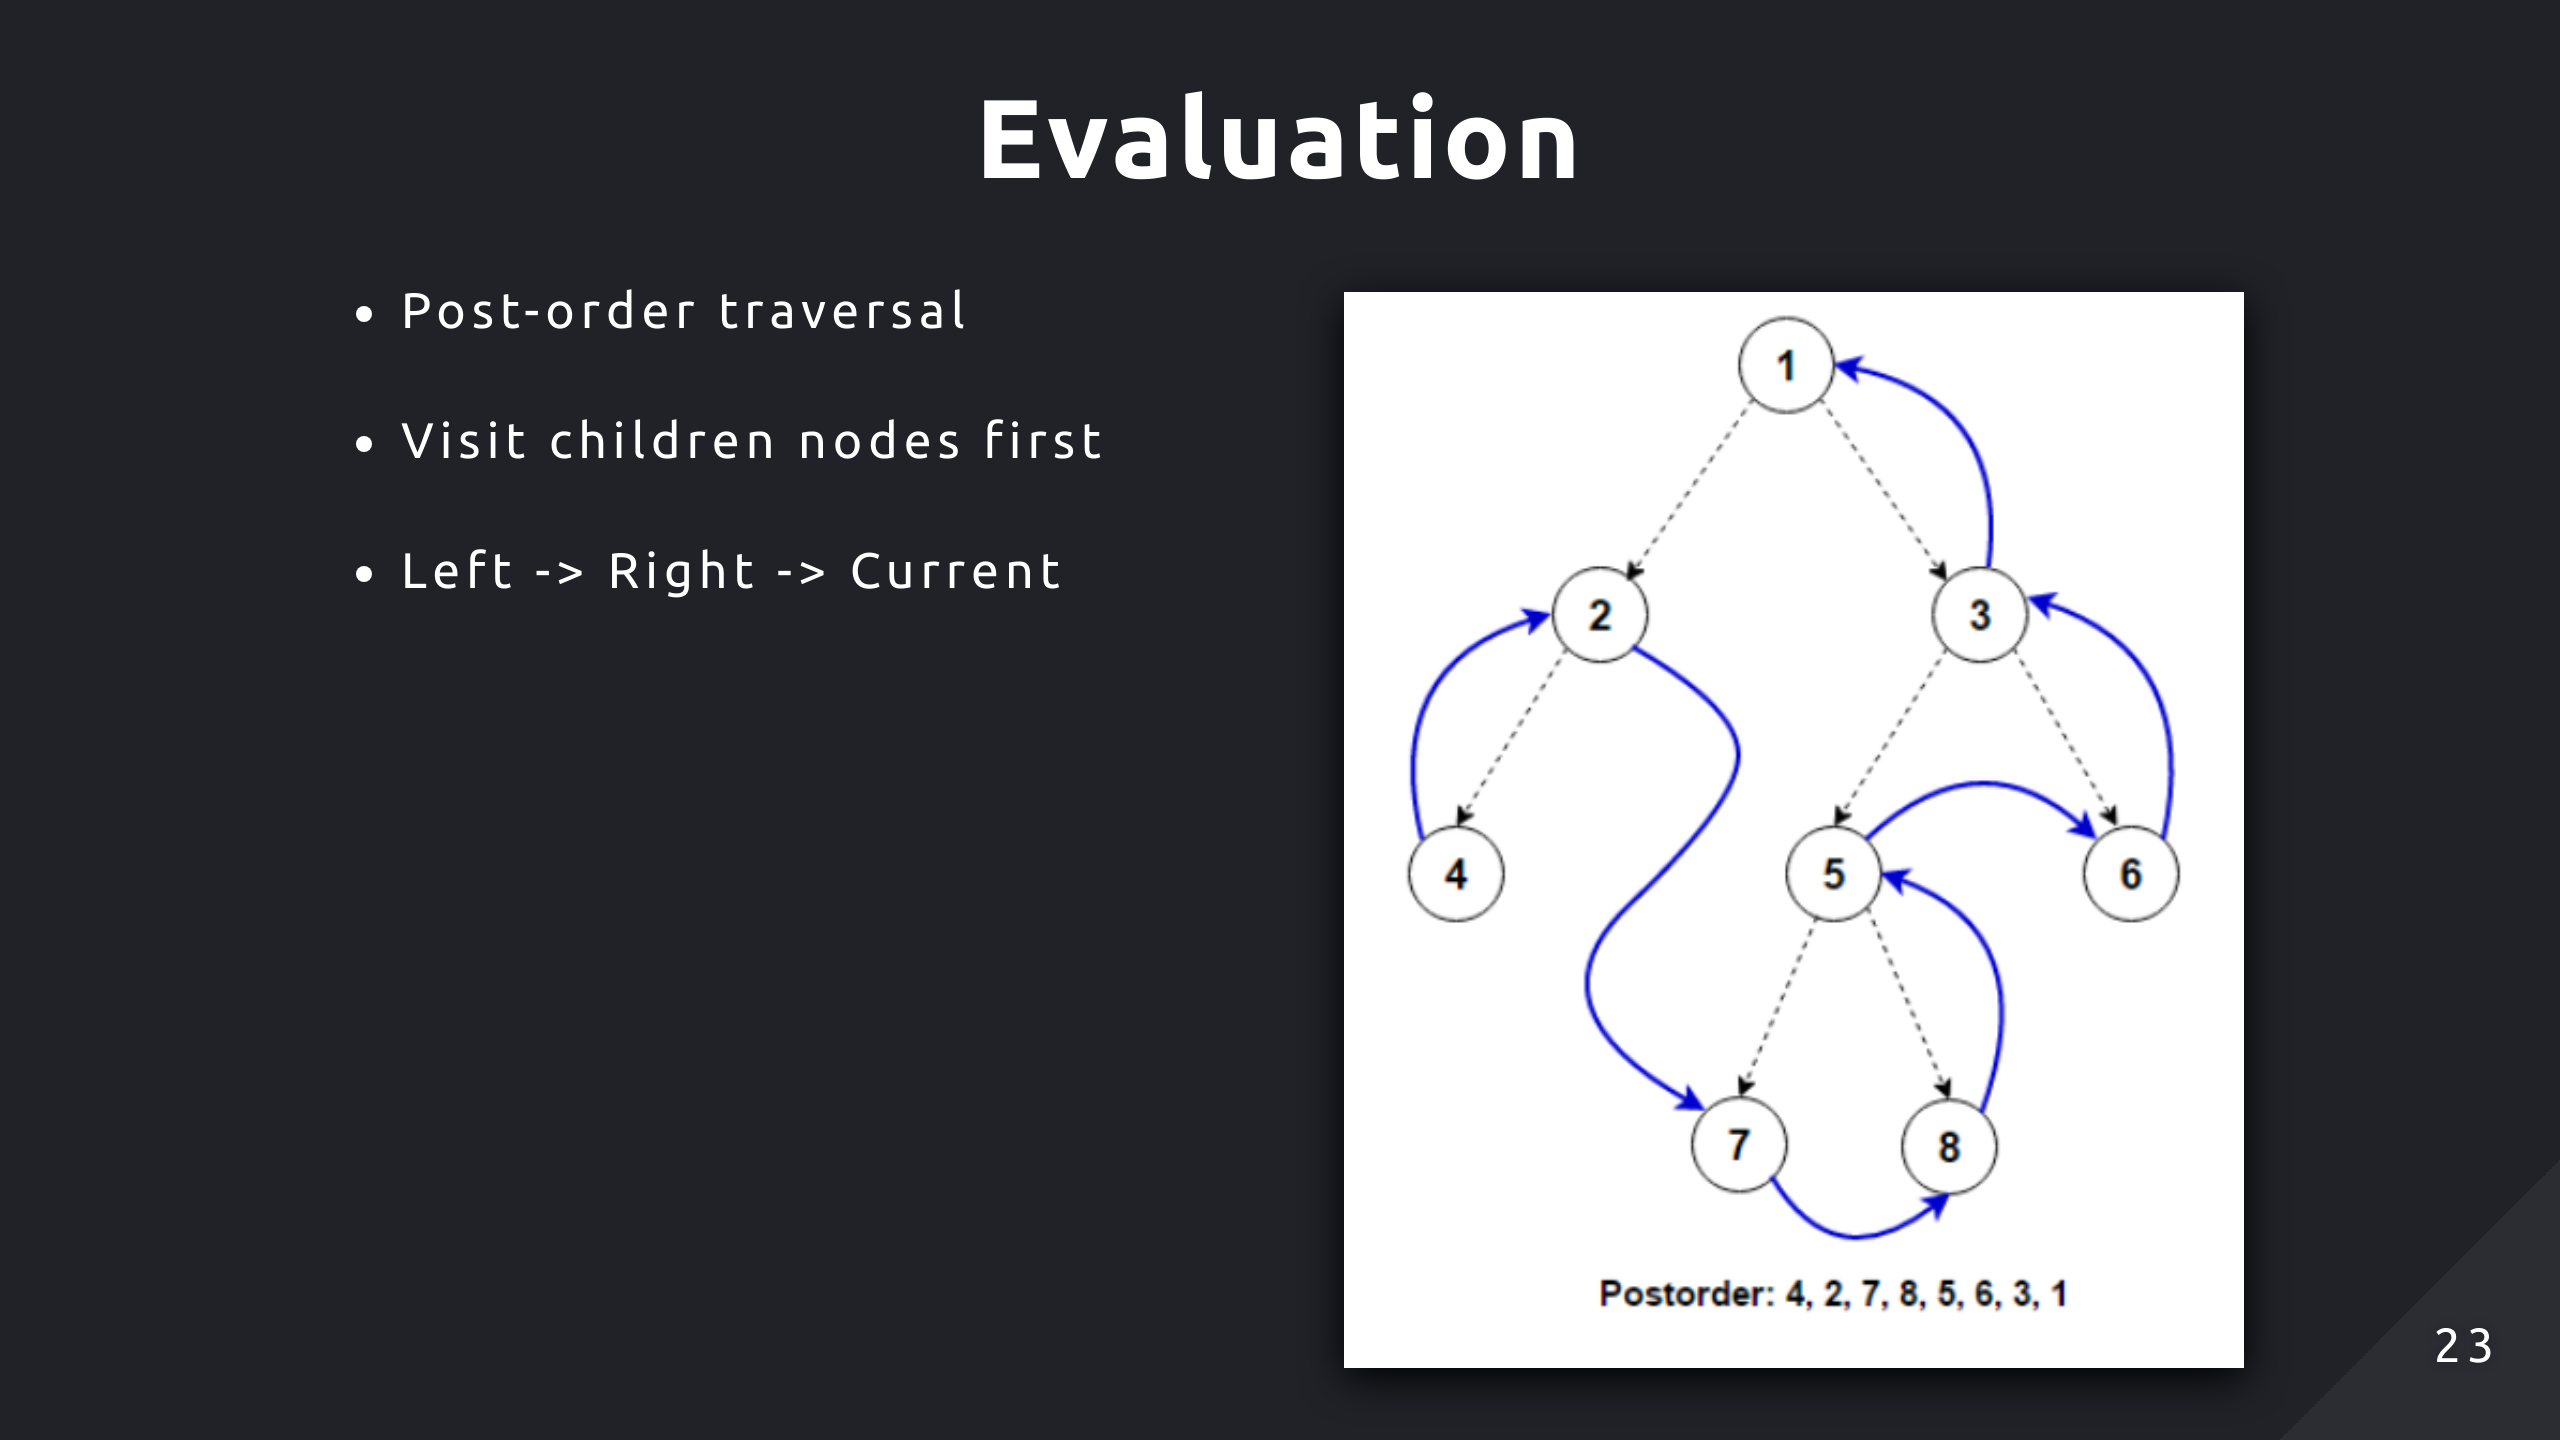 Evaluation
• Post-order traversal
• Visit children nodes first
• Left -> Right -> Current
1
2
3
4
5
6
7
8
Postorder: 4, 2, 7, 8, 5, 6, 3, 1
23